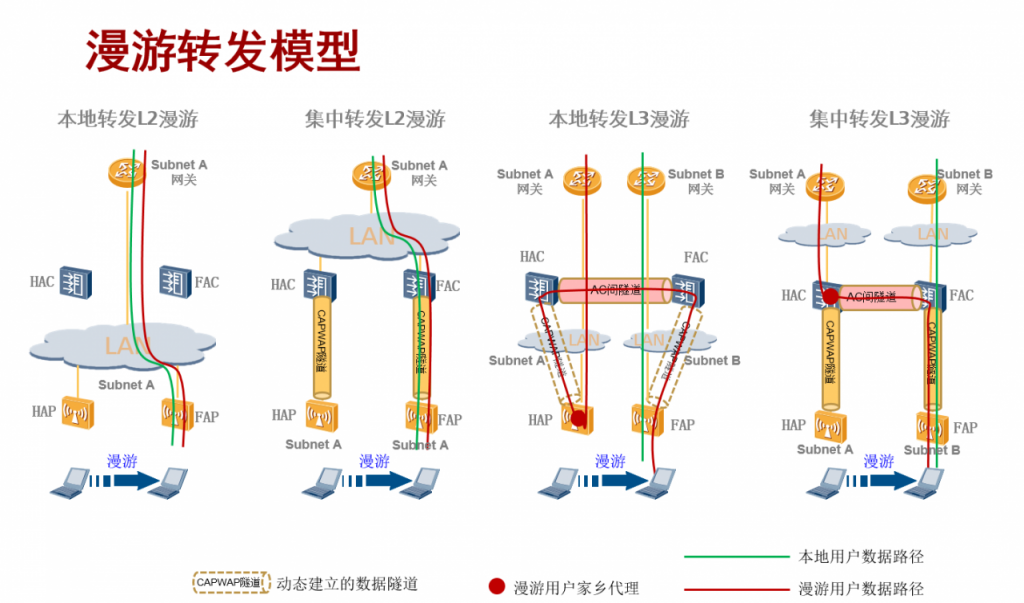 漫游转发模型
本地转发L2漫游
Subnet A
网关
HAC
FAC
LAN
Subnet A
HAP
FAP
漫游
集中转发L2漫游
Subnet A
网关
LAN
HAC
FAC
CAPWAP隧道
CAPWAP隧道
HAP
FAP
Subnet A
Subnet A
漫游
本地转发L3漫游
Subnet A
网关
Subnet B
网关
HAC
FAC
AC间隧道
CAPWAP隧道
CAPWAP隧道
LAN
LAN
Subnet A
Subnet B
HAP
FAP
漫游
集中转发L3漫游
Subnet A
网关
Subnet B
网关
LAN
LAN
HAC
FAC
AC间隧道
CAPWAP隧道
CAPWAP隧道
HAP
FAP
Subnet A
Subnet B
漫游
CAPWAP隧道
动态建立的数据隧道
漫游用户家乡代理
本地用户数据路径
漫游用户数据路径